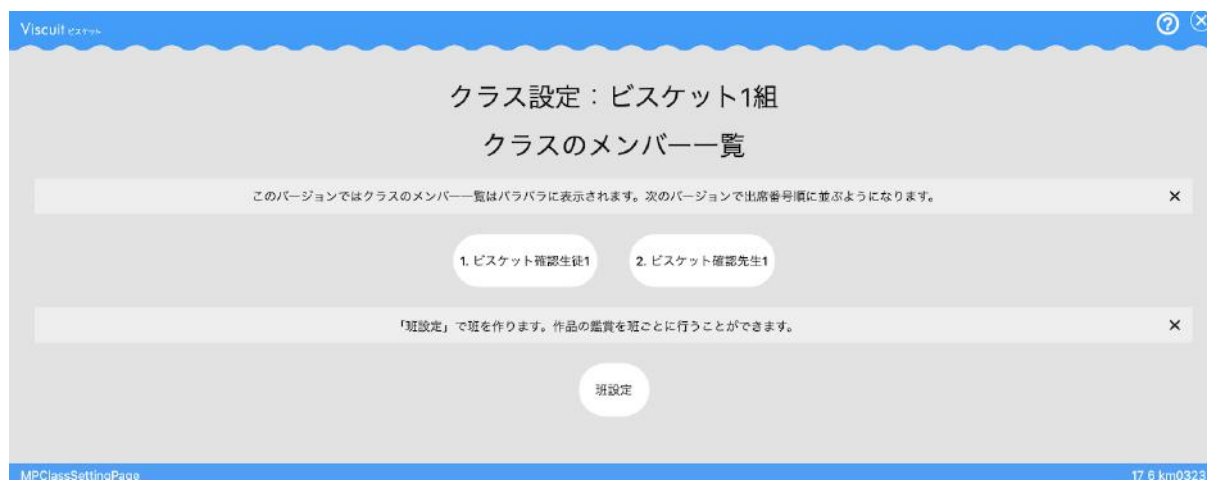 Viscuit ビスケット
クラス設定：ビスケット1組
クラスのメンバー一覧
このバージョンではクラスのメンバー一覧はバラバラに表示されます。次のバージョンで出席番号順に並ぶようになります。
1. ビスケット確認生徒1 2. ビスケット確認先生1
「班設定」で班を作ります。作品の鑑賞を班ごとに行うことができます。
班設定
MPClassSettingPage 17.6 km0323